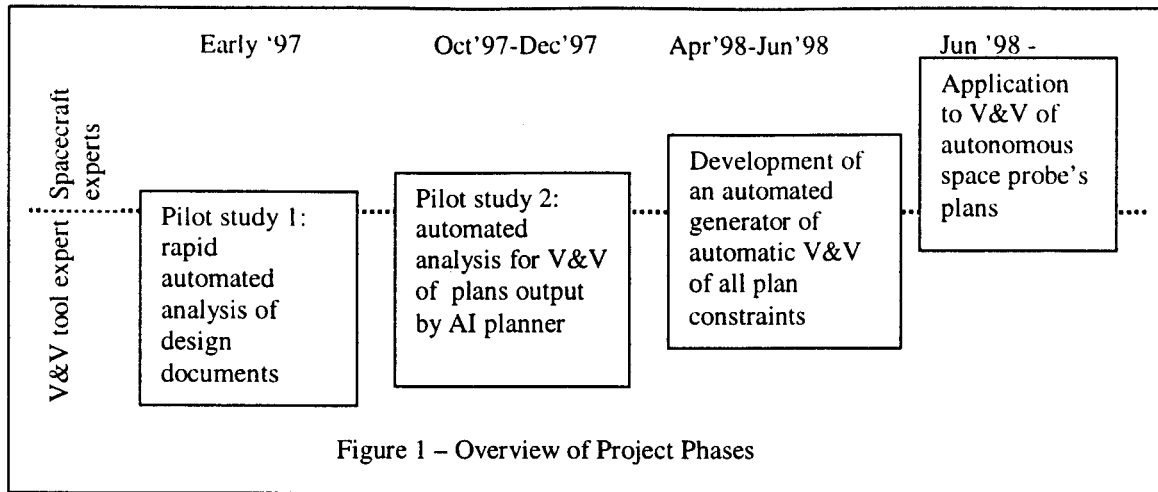 Early '97
Oct'97-Dec'97
Apr'98-Jun'98
Jun '98 -
Spacecraft
experts
V&V tool expert
Pilot study 1:
rapid
automated
analysis of
design
documents
Pilot study 2:
automated
analysis for V&V
of plans output
by AI planner
Development of
an automated
generator of
automatic V&V
of all plan
constraints
Application
to V&V of
autonomous
space probe's
plans
Figure 1 – Overview of Project Phases